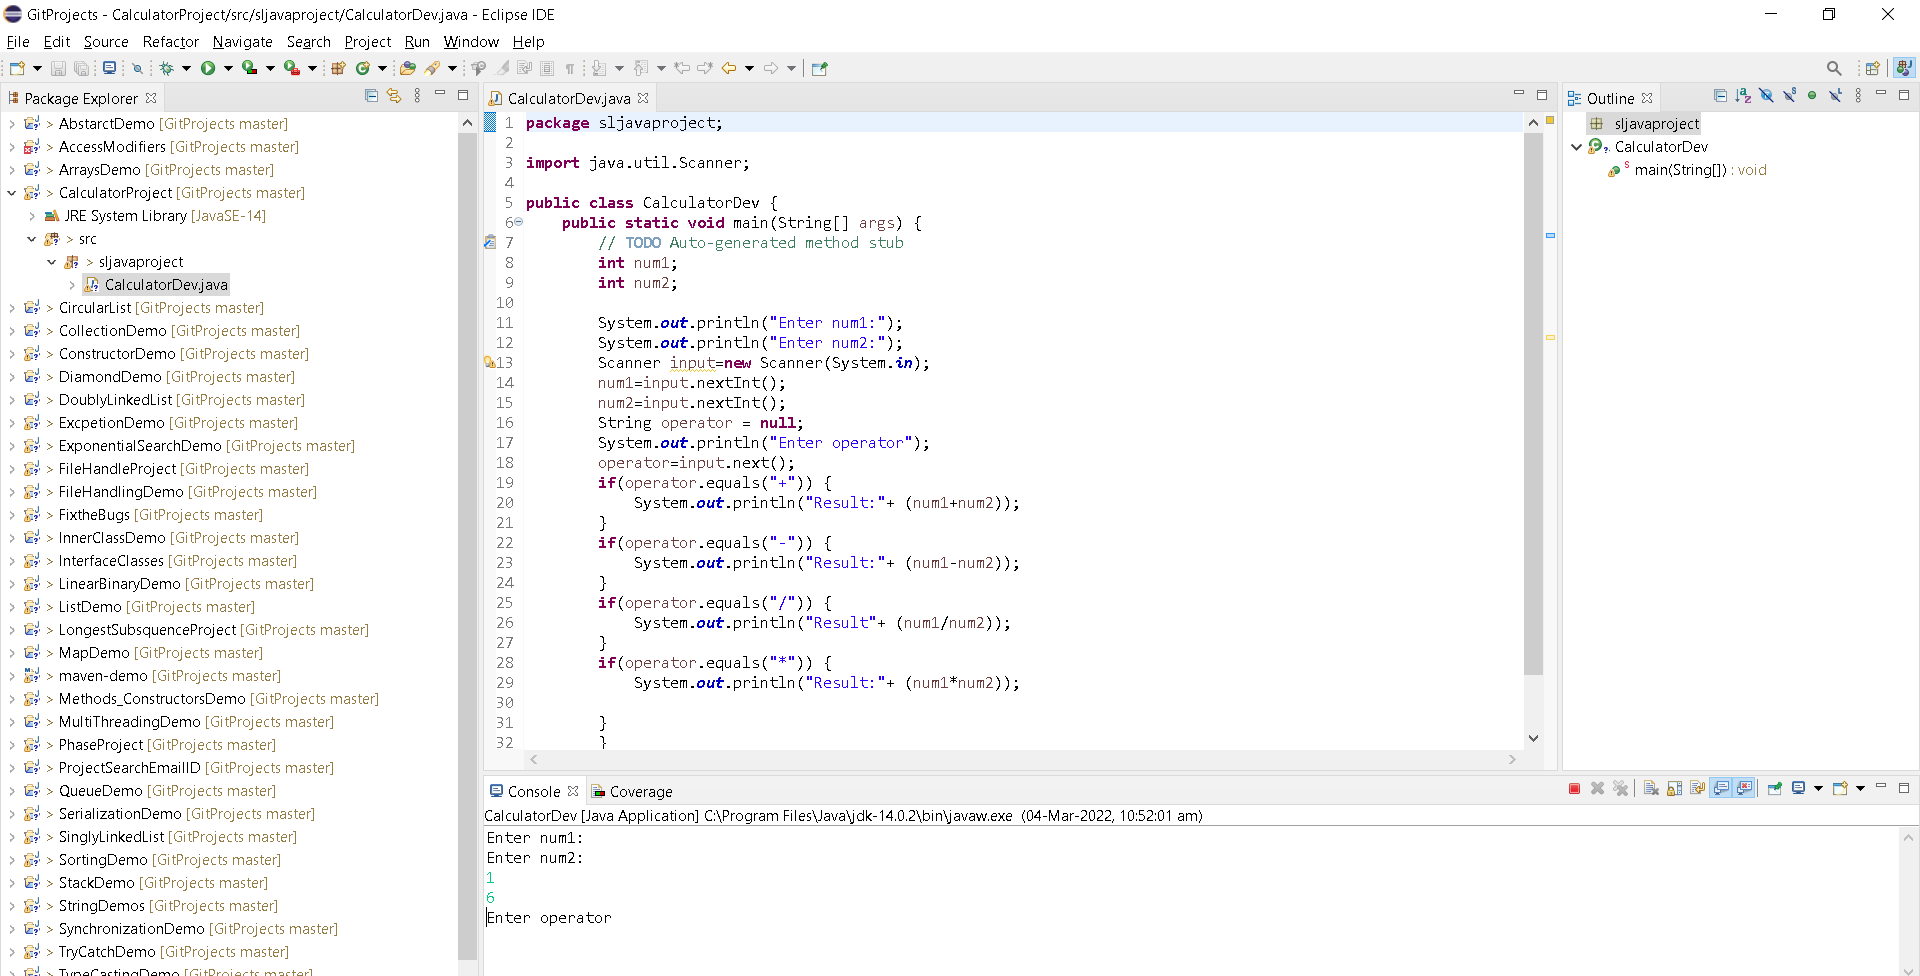 GitProjects - CalculatorProject/src/sljavaproject/CalculatorDev.java - Eclipse IDE
File Edit Source Refactor Navigate Search Project Run Window Help
Package Explorer
> AbstarctDemo [GitProjects master]
> AccessModifiers [GitProjects master]
> ArraysDemo [GitProjects master]
> CalculatorProject [GitProjects master]
JRE System Library [JavaSE-14]
> src
> sljavaproject
CalculatorDev.java
> CircularList [GitProjects master]
> CollectionDemo [GitProjects master]
> ConstructorDemo [GitProjects master]
> DiamondDemo [GitProjects master]
> DoublyLinkedList [GitProjects master]
> ExcpetionDemo [GitProjects master]
> ExponentialSearchDemo [GitProjects master]
> FileHandleProject [GitProjects master]
> FileHandlingDemo [GitProjects master]
> FixtheBugs [GitProjects master]
> InnerClassDemo [GitProjects master]
> InterfaceClasses [GitProjects master]
> LinearBinaryDemo [GitProjects master]
> ListDemo [GitProjects master]
> LongestSubsquenceProject [GitProjects master]
> MapDemo [GitProjects master]
> maven-demo [GitProjects master]
> Methods_ConstructorsDemo [GitProjects master]
> MultiThreadingDemo [GitProjects master]
> PhaseProject [GitProjects master]
> ProjectSearchEmailID [GitProjects master]
> QueueDemo [GitProjects master]
> SerializationDemo [GitProjects master]
> SinglyLinkedList [GitProjects master]
> SortingDemo [GitProjects master]
> StackDemo [GitProjects master]
> StringDemos [GitProjects master]
> SynchronizationDemo [GitProjects master]
> TryCatchDemo [GitProjects master]
> TypeCastingDemo [GitProjects master]
CalculatorDev.java
1 package sljavaproject;
2
3 import java.util.Scanner;
4
5 public class CalculatorDev {
6 public static void main(String[] args) {
7 // TODO Auto-generated method stub
8 int num1;
9 int num2;
10
11 System.out.println("Enter num1:");
12 System.out.println("Enter num2:");
13 Scanner input=new Scanner(System.in);
14 num1=input.nextInt();
15 num2=input.nextInt();
16 String operator = null;
17 System.out.println("Enter operator");
18 operator=input.next();
19 if(operator.equals("+")) {
20 System.out.println("Result:"+ (num1+num2));
21 }
22 if(operator.equals("-")) {
23 System.out.println("Result:"+ (num1-num2));
24 }
25 if(operator.equals("/")) {
26 System.out.println("Result"+ (num1/num2));
27 }
28 if(operator.equals("*")) {
29 System.out.println("Result:"+ (num1*num2));
30
31 }
32 }
Outline
sljavaproject
CalculatorDev
main(String[]) : void
Console
Coverage
CalculatorDev [Java Application] C:\Program Files\Java\jdk-14.0.2\bin\javaw.exe (04-Mar-2022, 10:52:01 am)
Enter num1:
Enter num2:
1
6
Enter operator